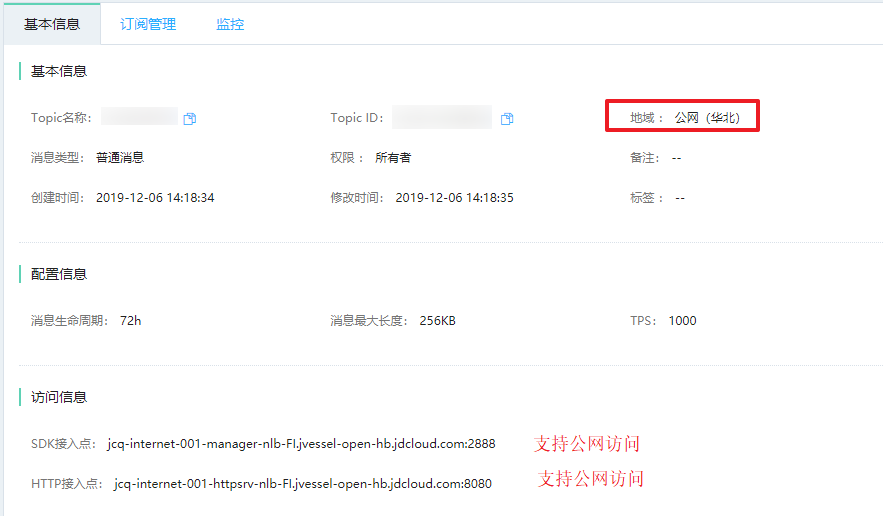 基本信息 订阅管理 监控
基本信息
Topic名称: Topic ID: 地域： 公网（华北）
消息类型: 普通消息 权限： 所有者 备注: --
创建时间: 2019-12-06 14:18:34 修改时间: 2019-12-06 14:18:35 标签： --
配置信息
消息生命周期: 72h 消息最大长度: 256KB TPS: 1000
访问信息
SDK接入点: jcq-internet-001-manager-nlb-FI.jvessel-open-hb.jdcloud.com:2888 支持公网访问
HTTP接入点: jcq-internet-001-httpsrv-nlb-FI.jvessel-open-hb.jdcloud.com:8080 支持公网访问